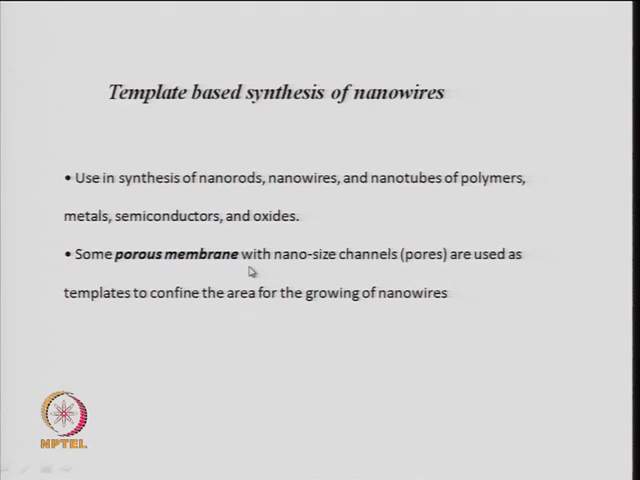 Template based synthesis of nanowires
• Use in synthesis of nanorods, nanowires, and nanotubes of polymers,
metals, semiconductors, and oxides.
• Some porous membrane with nano-size channels (pores) are used as
templates to confine the area for the growing of nanowires
NPTEL